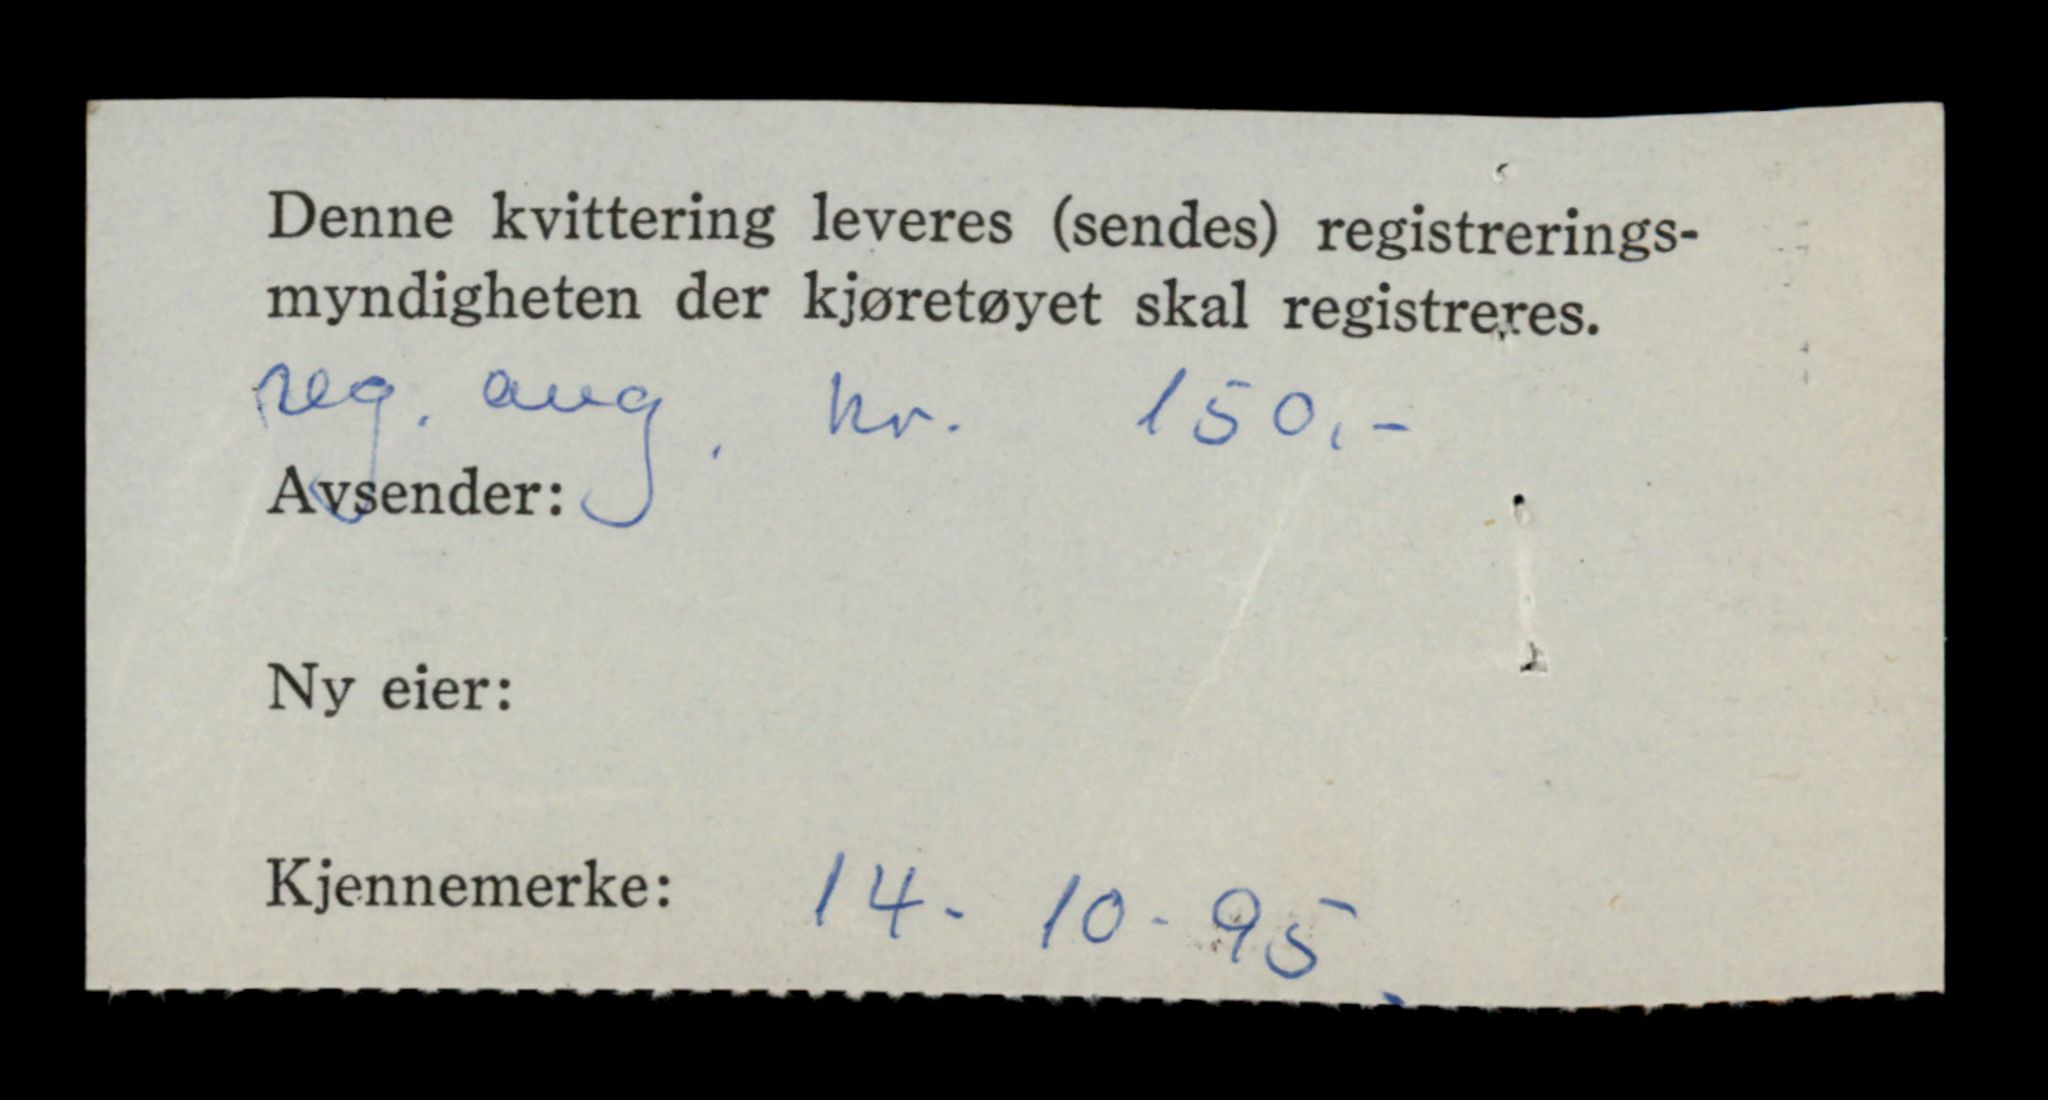 Denne kvittering leveres (sendes) registrerings-
myndigheten der kjøretøyet skal registreres.
reg. avg. kr. 150,-
Avsender:
Ny eier:
Kjennemerke: 14-10-95.